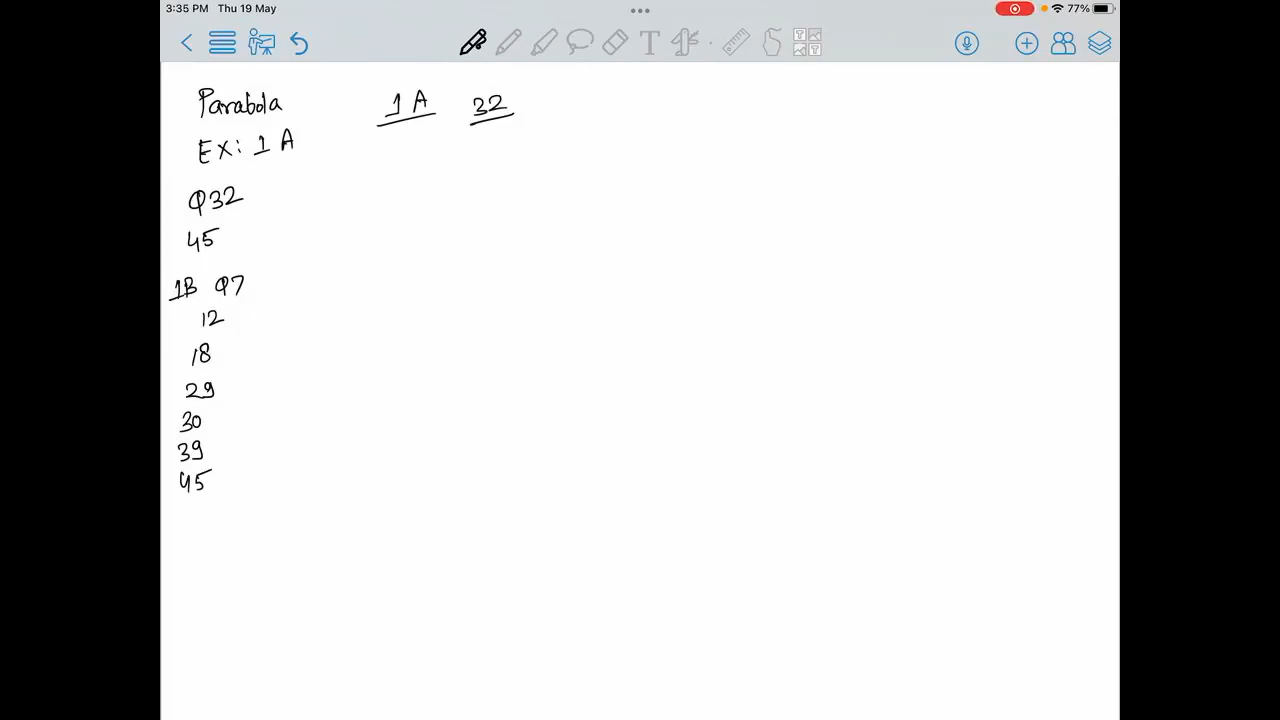 3:35 PM Thu 19 May
77%
T
Parabola 1 A 32
Ex: 1 A
Q32
45
1B Q7
12
18
29
30
39
45